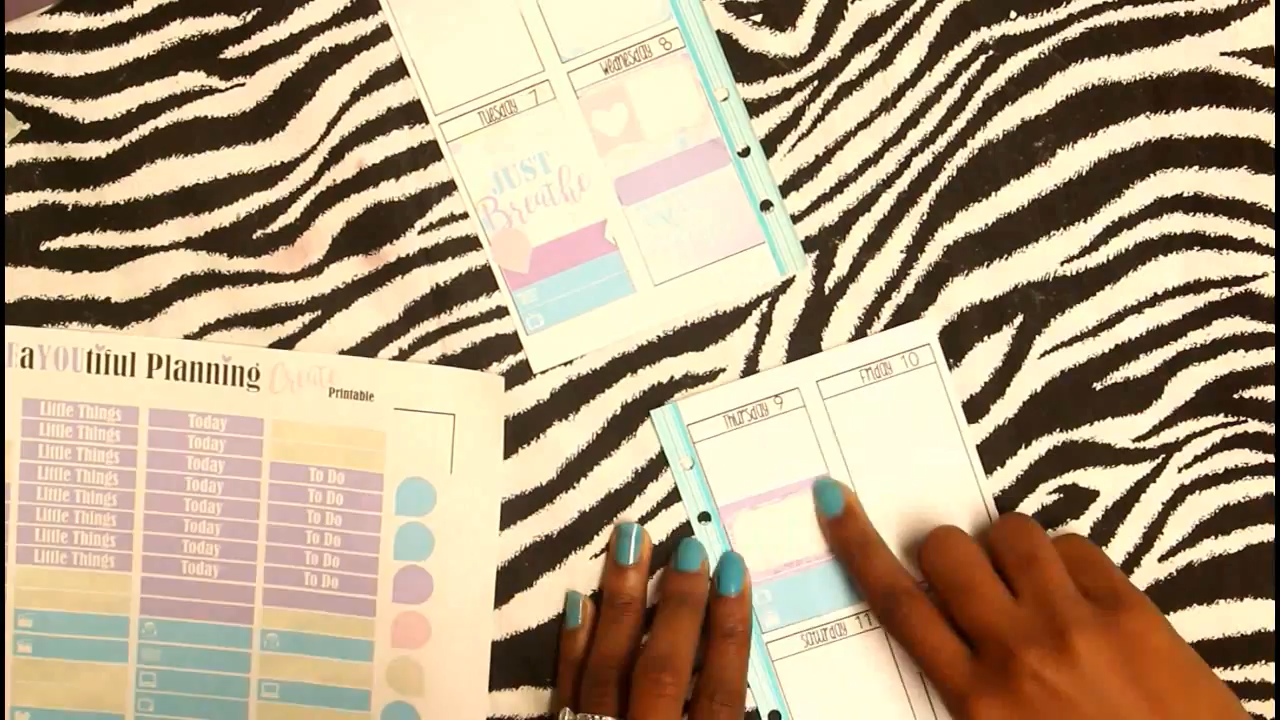 Wednesday 8
Tuesday 7
JUST
Breathe
Friday 10
Thursday 9
Saturday 11
aYOUtiful Planning
Create
Printable
Little Things
Little Things
Little Things
Little Things
Little Things
Little Things
Little Things
Little Things
Today
Today
Today
Today
Today
Today
Today
Today
To Do
To Do
To Do
To Do
To Do
To Do